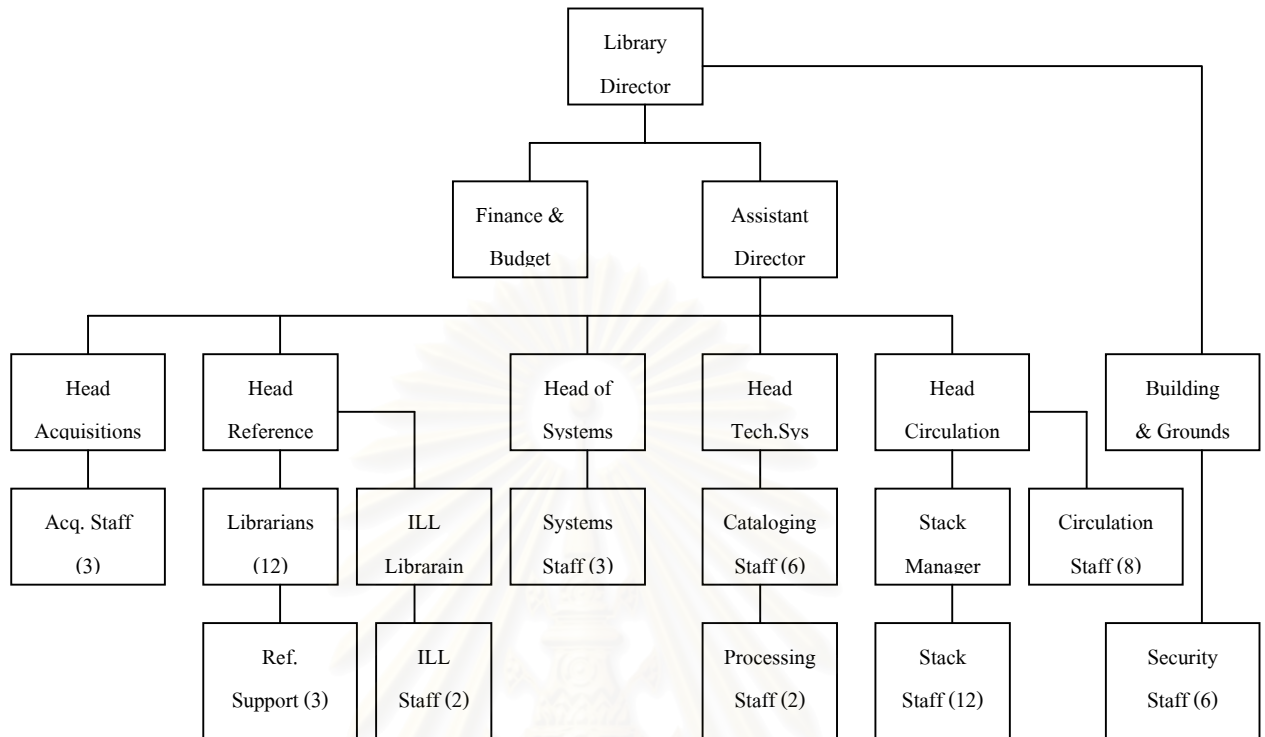 Library
Director
Finance &
Budget
Assistant
Director
Head
Acquisitions
Head
Reference
Head of
Systems
Head
Tech.Sys
Head
Circulation
Building
& Grounds
Acq. Staff
(3)
Librarians
(12)
ILL
Librarain
Systems
Staff (3)
Cataloging
Staff (6)
Stack
Manager
Circulation
Staff (8)
Ref.
Support (3)
ILL
Staff (2)
Processing
Staff (2)
Stack
Staff (12)
Security
Staff (6)